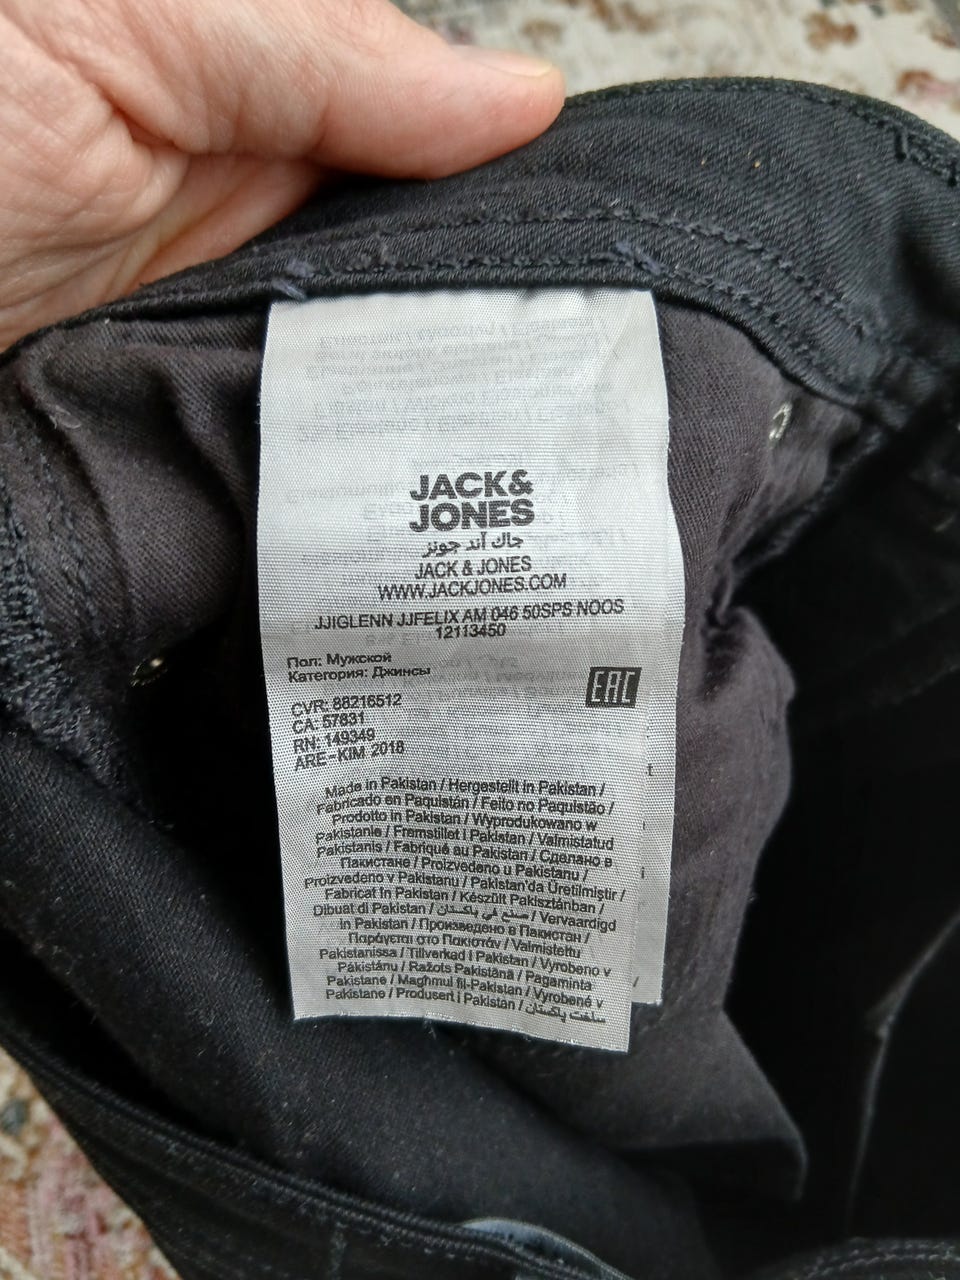 JACK&
JONES
جاك آند جونز
JACK & JONES
WWW.JACKJONES.COM
JJIGLENN JJFELIX AM 046 50SPS NOOS
12113450
Пол: Мужской
Категория: Джинсы
EAC
CVR: 88216512
CA: 57831
RN: 149349
ARE-KIM 2018
Made in Pakistan / Hergestellt in Pakistan /
Fabricado en Paquistán / Feito no Paquistão /
Prodotto in Pakistan / Wyprodukowano w
Pakistanie / Fremstillet i Pakistan / Valmistatud
Pakistanis / Fabriqué au Pakistan / Сделано в
Пакистане / Proizvedeno u Pakistanu /
Proizvedeno v Pakistanu / Pakistan'da Üretilmiştir /
Fabricat în Pakistan / Készült Pakisztánban /
Dibuat di Pakistan / صنع في باكستان / Vervaardigd
in Pakistan / Произведено в Пакистан /
Παράγεται στο Πακιστάν / Valmistettu
Pakistanissa / Tillverkad i Pakistan / Vyrobeno v
Pákistánu / Ražots Pakistānā / Pagaminta
Pakistane / Magħmul fil-Pakistan / Vyrobené v
Pakistane / Produsert i Pakistan / ساخت پاکستان